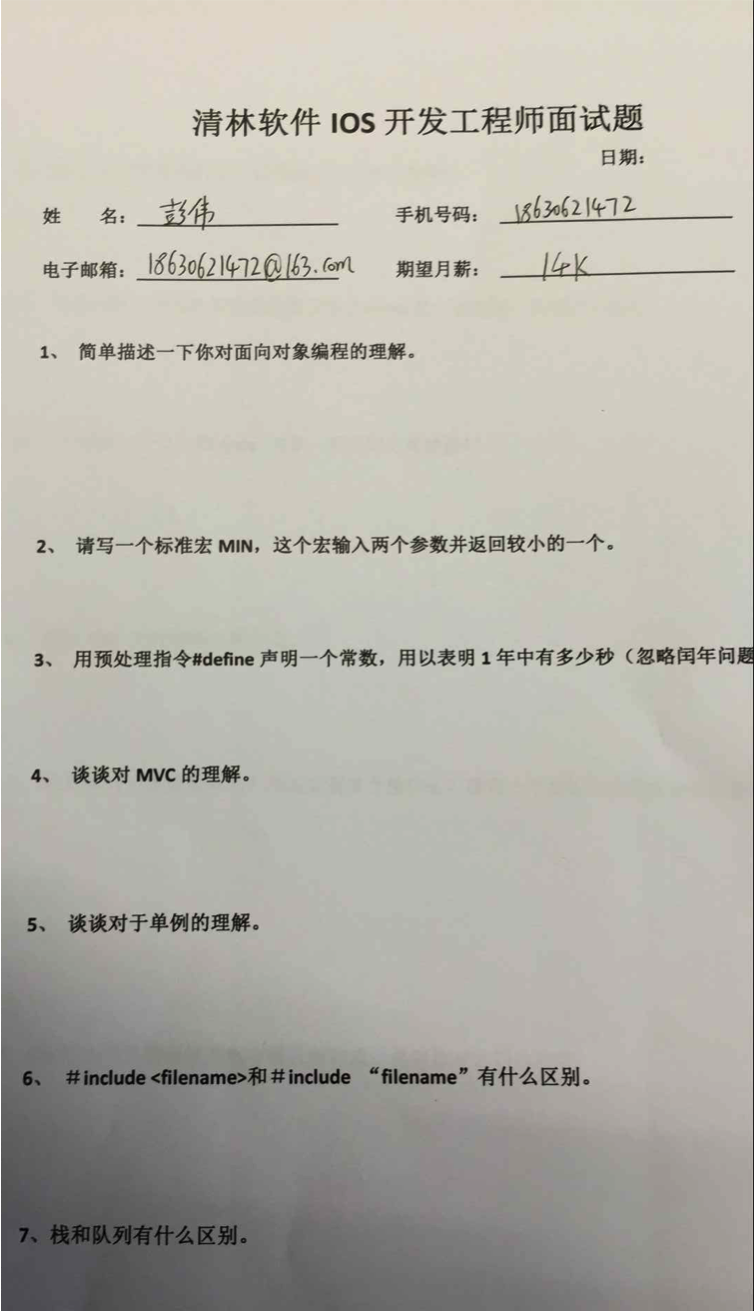 清林软件 IOS 开发工程师面试题
日期：
姓 名： 彭伟 手机号码： 18630621472
电子邮箱： 18630621472@163.com 期望月薪： 14K
1、 简单描述一下你对面向对象编程的理解。
2、 请写一个标准宏 MIN，这个宏输入两个参数并返回较小的一个。
3、 用预处理指令#define 声明一个常数，用以表明 1 年中有多少秒（忽略闰年问题
4、 谈谈对 MVC 的理解。
5、 谈谈对于单例的理解。
6、 ＃include <filename>和＃include “filename”有什么区别。
7、栈和队列有什么区别。